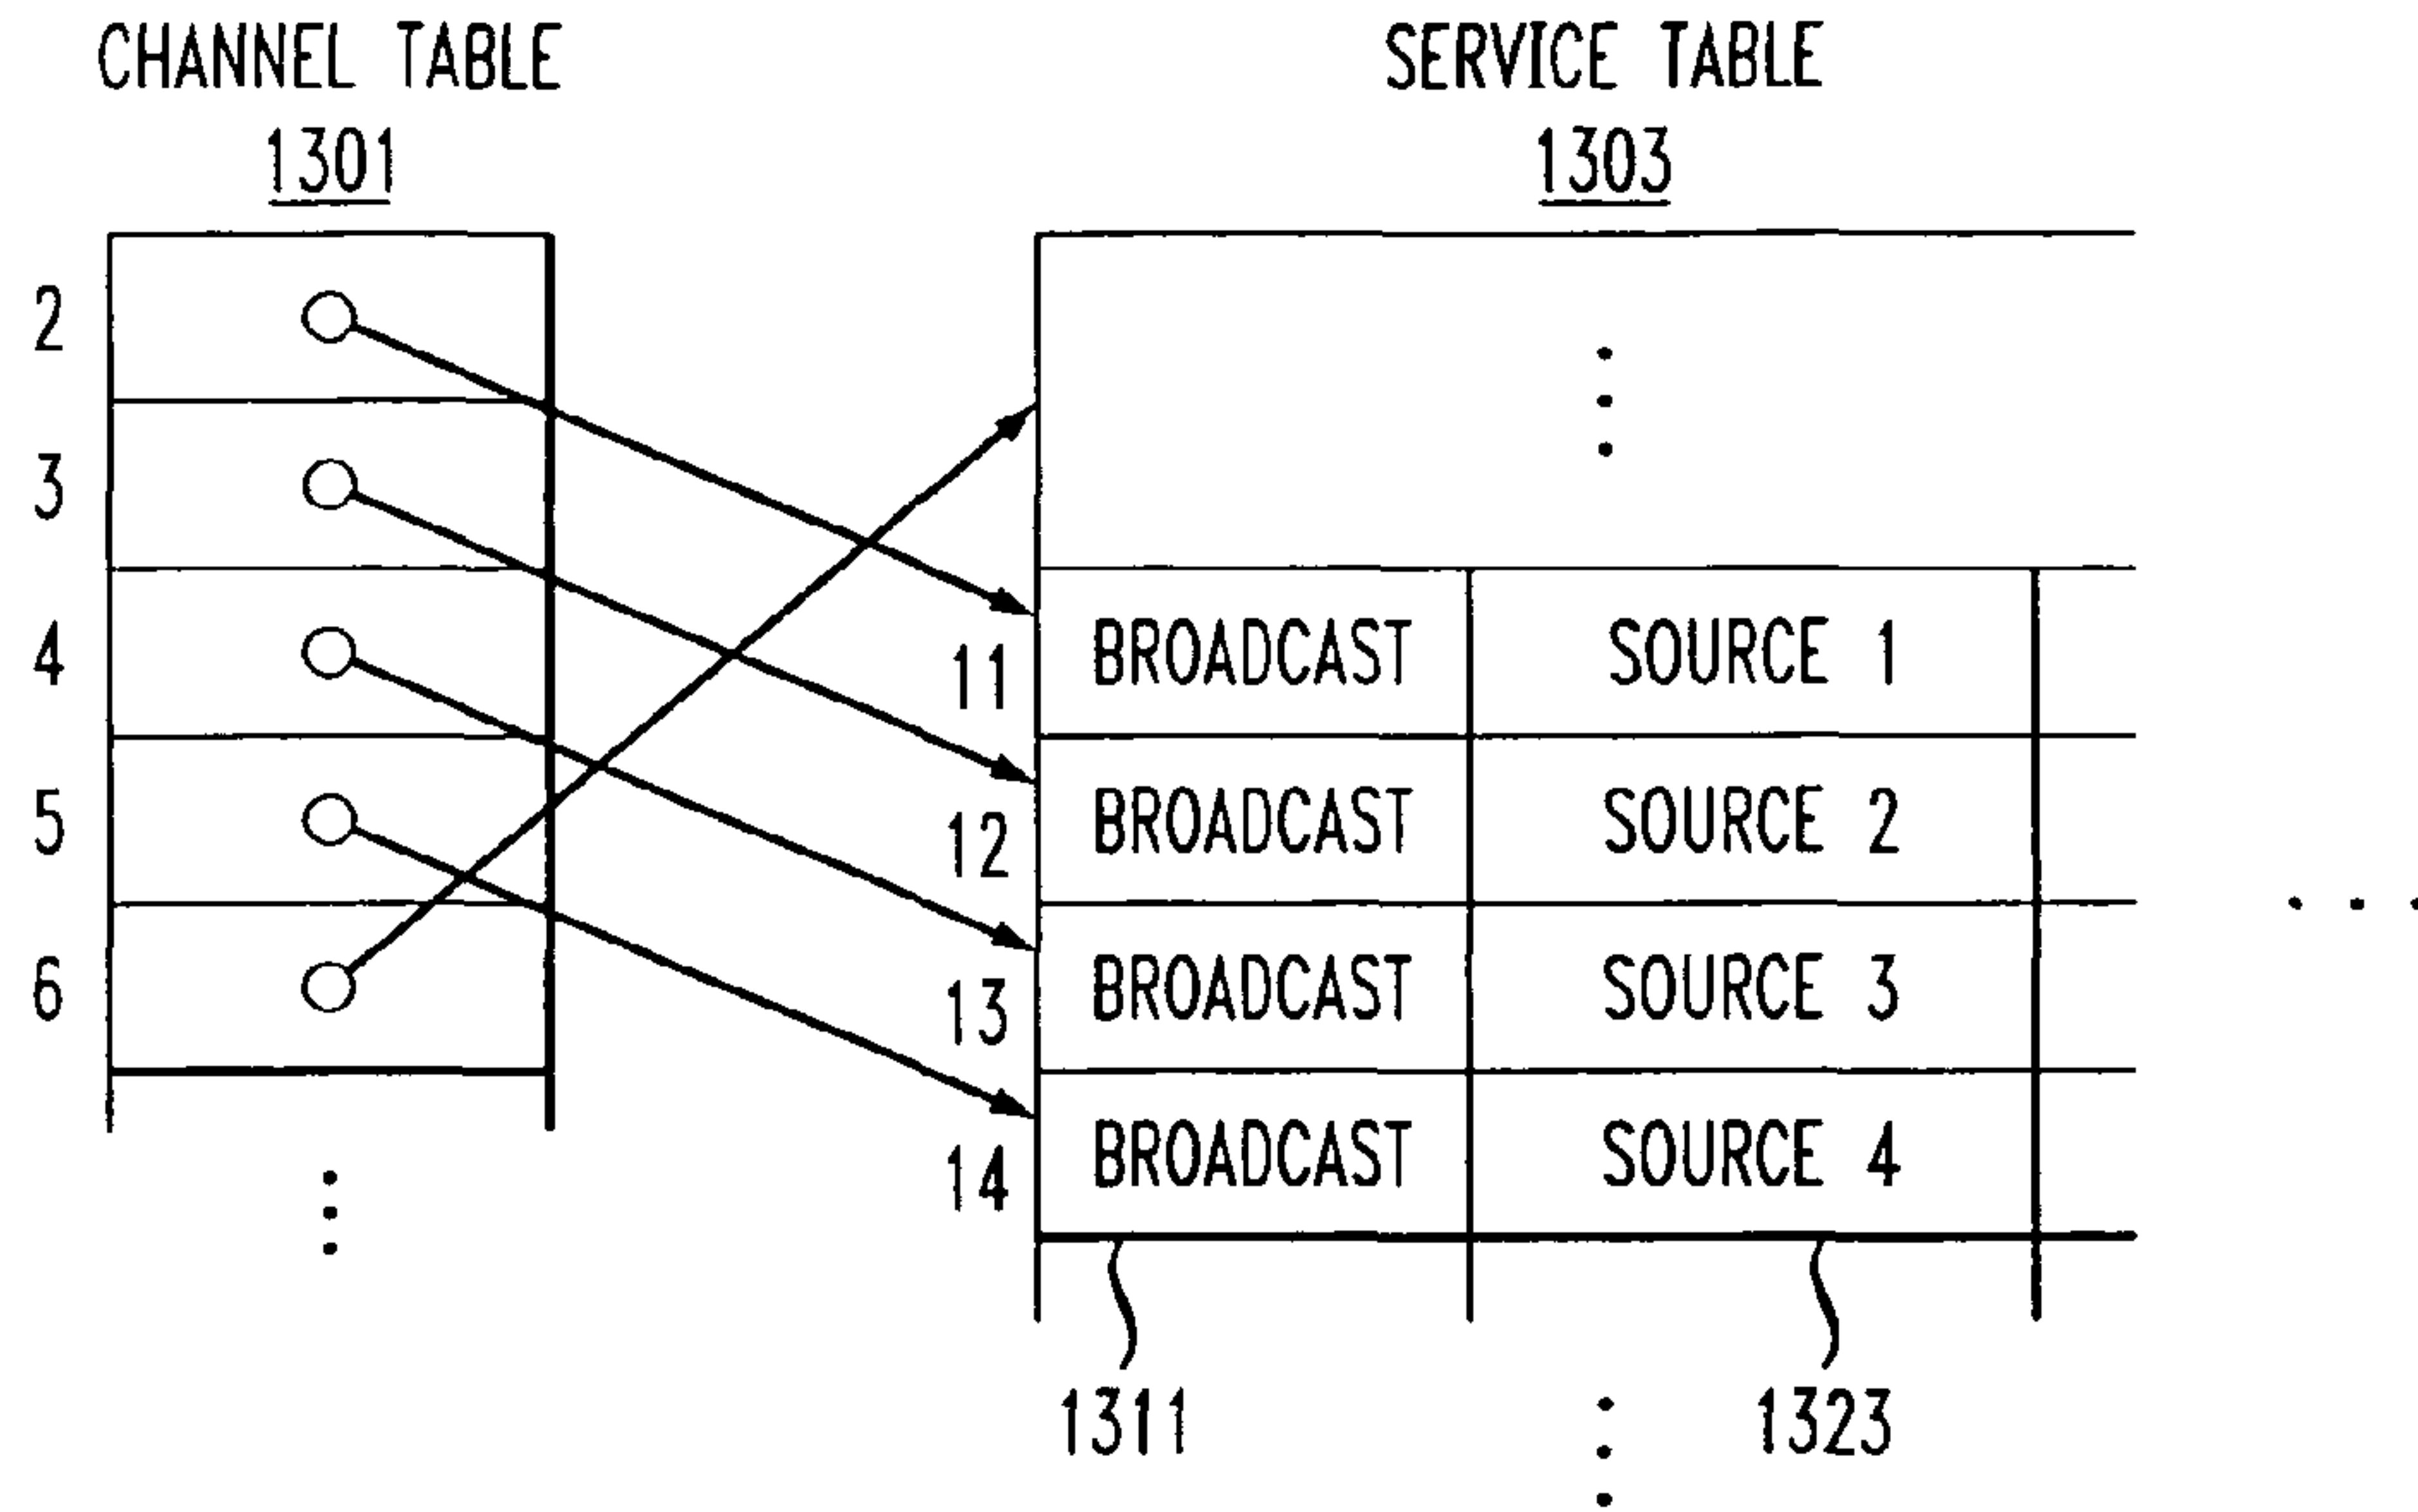 CHANNEL TABLE
1301
2
3
4
5
6
SERVICE TABLE
1303
11 BROADCAST SOURCE 1
12 BROADCAST SOURCE 2
13 BROADCAST SOURCE 3
14 BROADCAST SOURCE 4
1311 1323